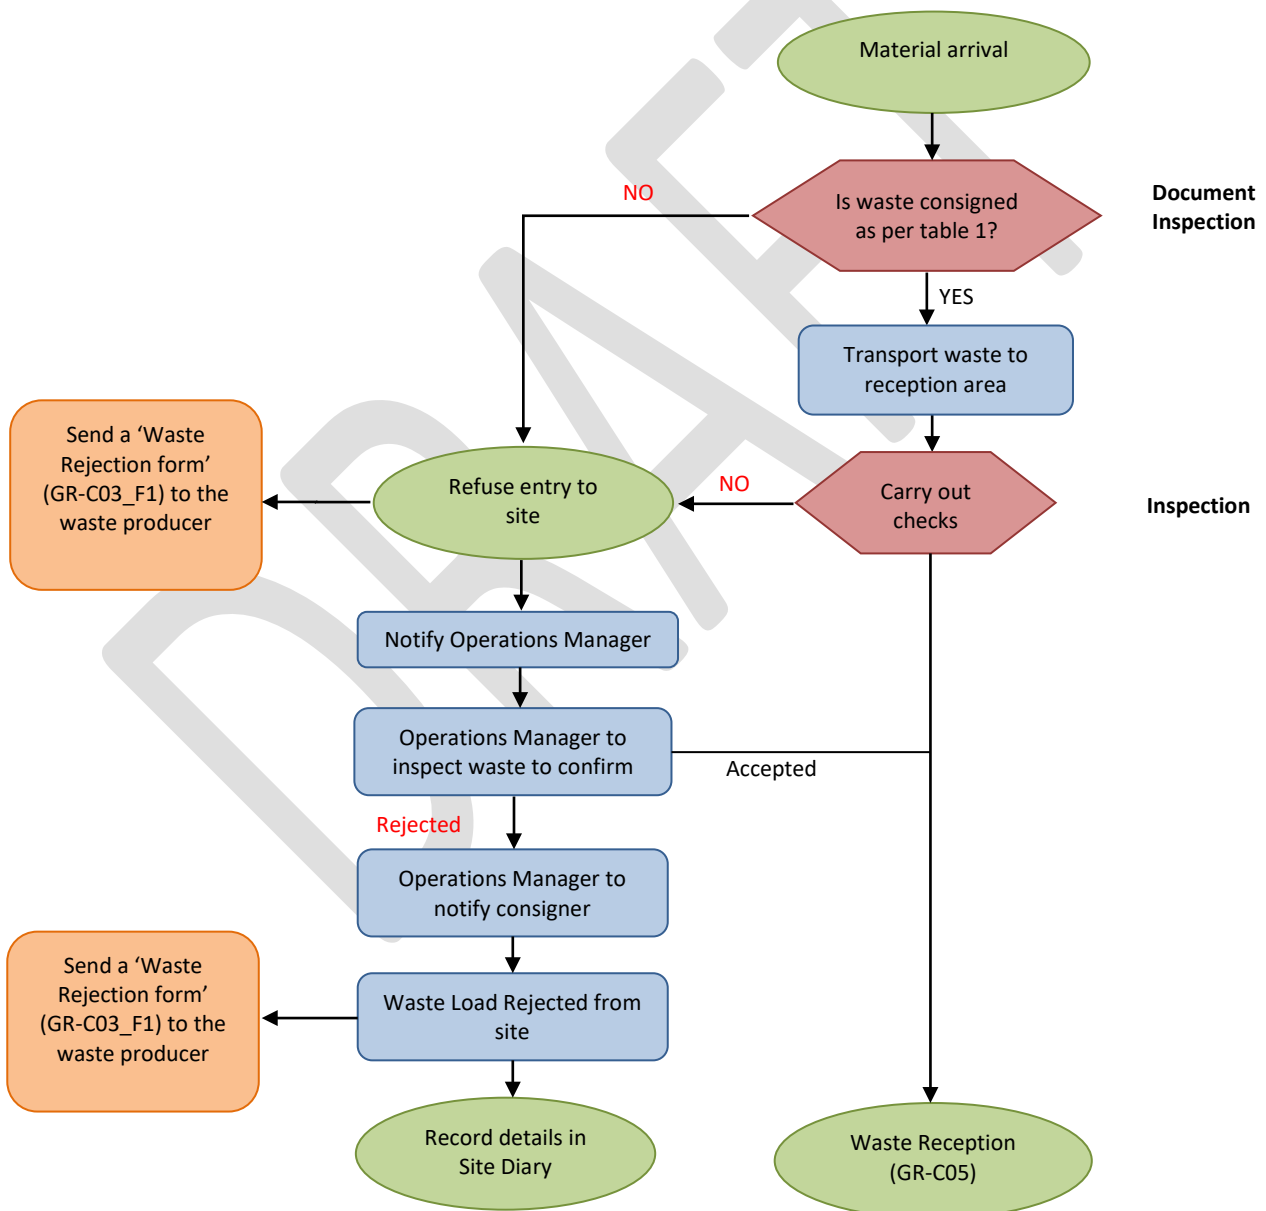 Material arrival
Is waste consigned
as per table 1?
Document
Inspection
NO
YES
Transport waste to
reception area
Send a ‘Waste
Rejection form’
(GR-C03_F1) to the
waste producer
Refuse entry to
site
NO
Carry out
checks
Inspection
Notify Operations Manager
Operations Manager to
inspect waste to confirm
Accepted
Rejected
Operations Manager to
notify consigner
Send a ‘Waste
Rejection form’
(GR-C03_F1) to the
waste producer
Waste Load Rejected from
site
Record details in
Site Diary
Waste Reception
(GR-C05)
DRAFT